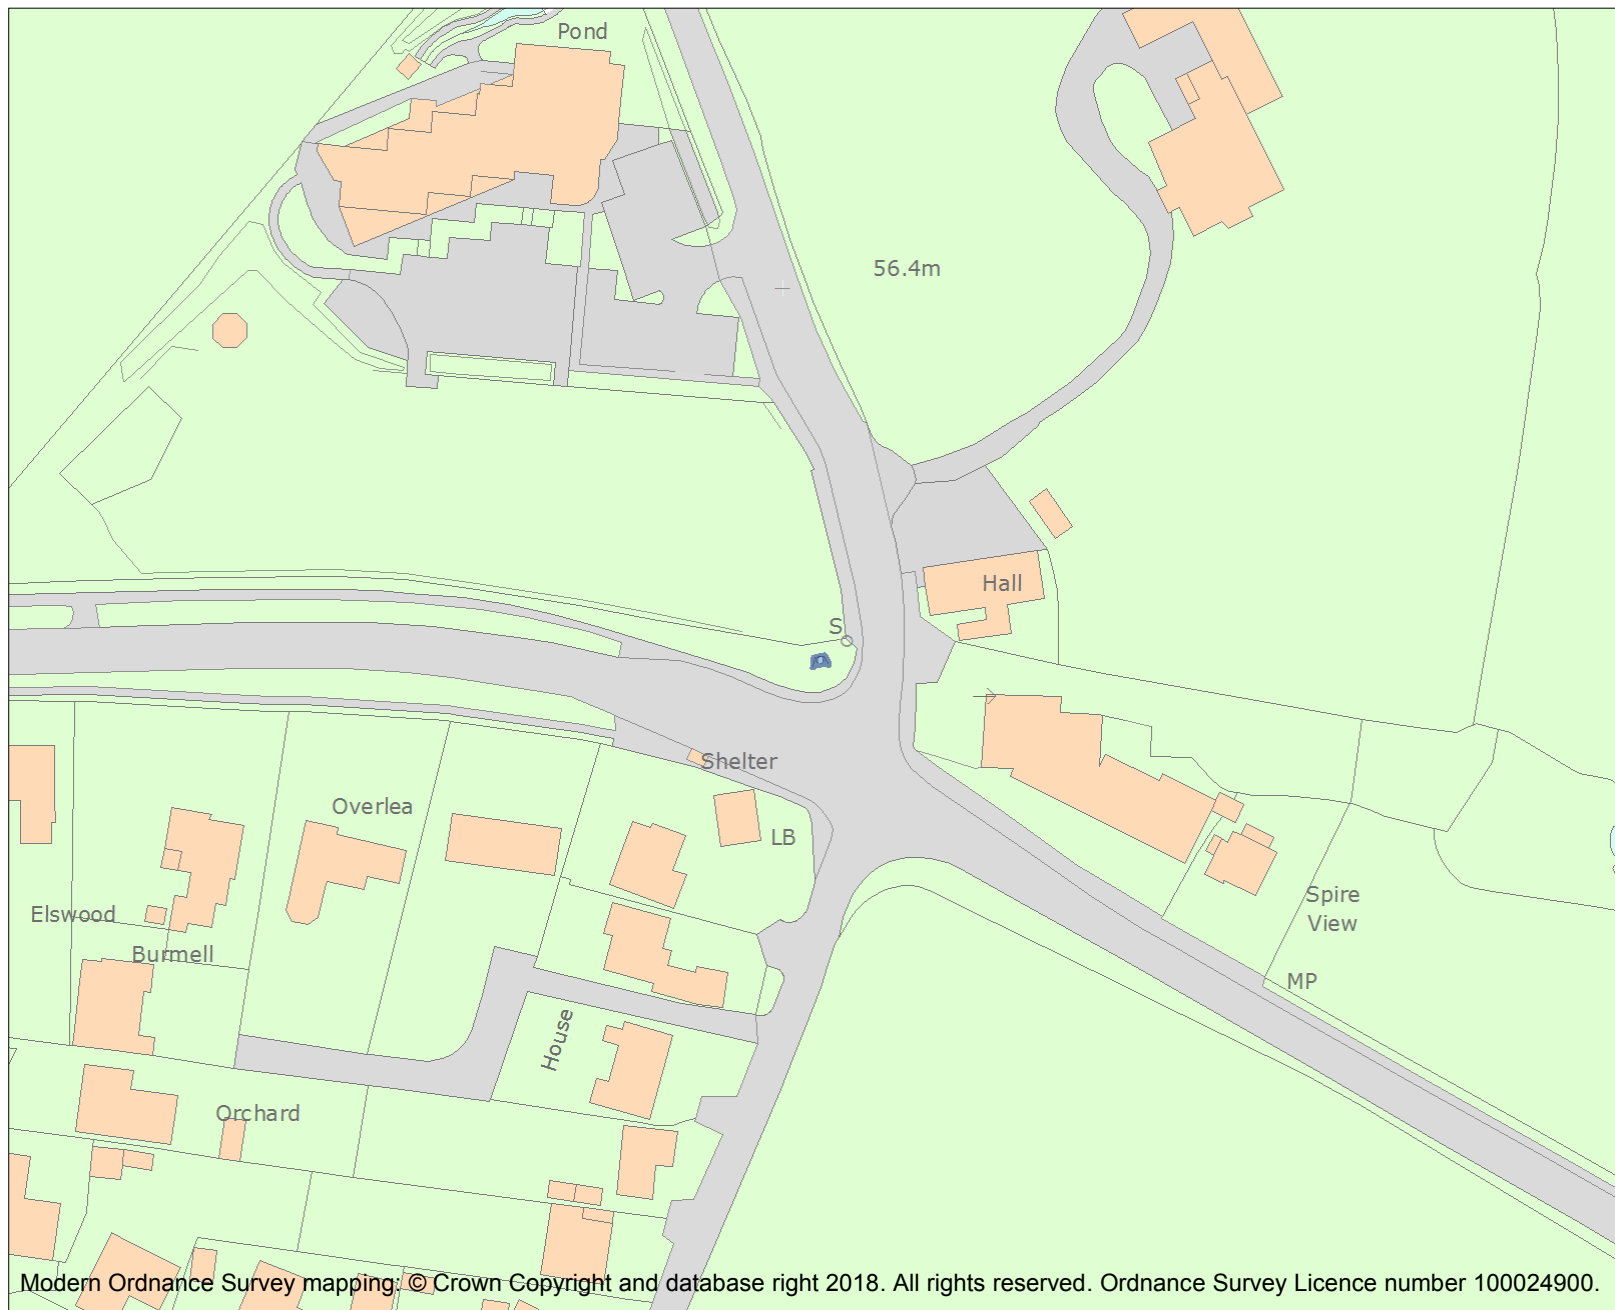 Pond
56.4m
Hall
S
Shelter
Overlea
LB
Spire
View
Elswood
Burmell
MP
House
Orchard
Modern Ordnance Survey mapping: © Crown Copyright and database right 2018. All rights reserved. Ordnance Survey Licence number 100024900.